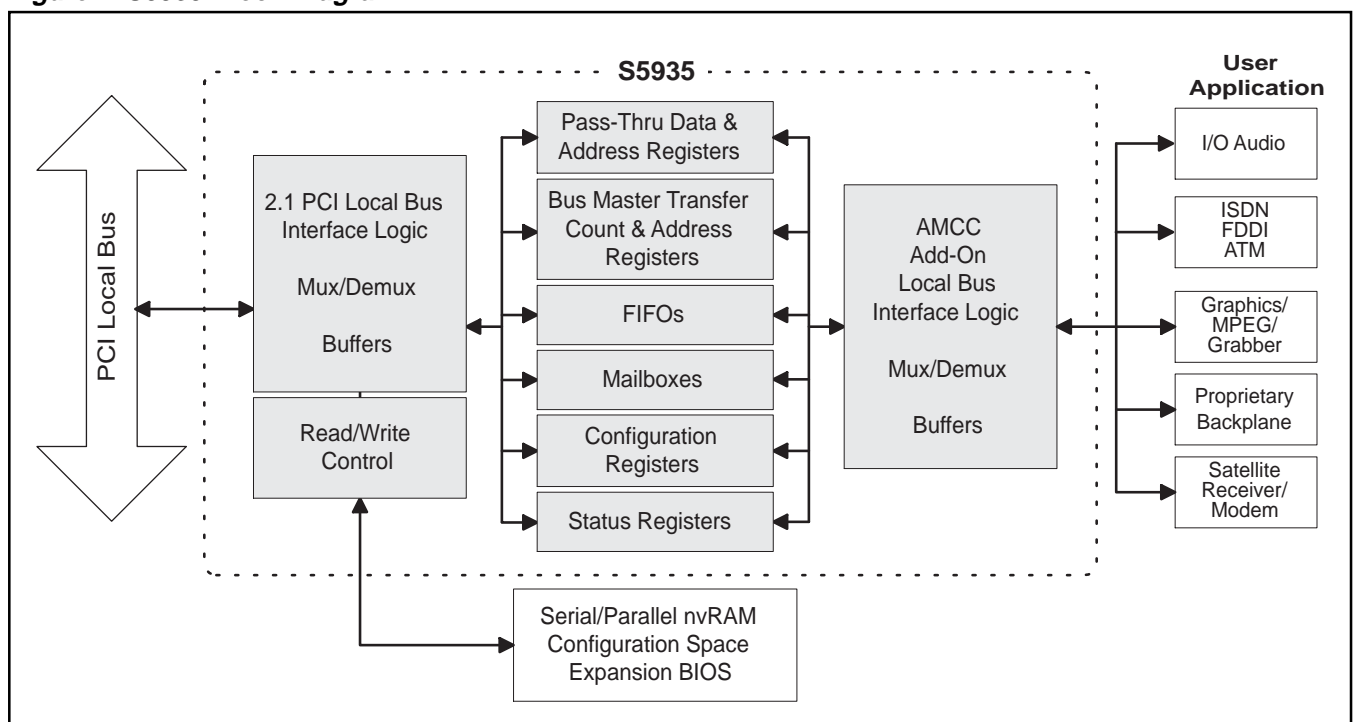 S5935
User
Application
PCI Local Bus
2.1 PCI Local Bus
Interface Logic
Mux/Demux
Buffers
Read/Write
Control
Pass-Thru Data &
Address Registers
Bus Master Transfer
Count & Address
Registers
FIFOs
Mailboxes
Configuration
Registers
Status Registers
AMCC
Add-On
Local Bus
Interface Logic
Mux/Demux
Buffers
I/O Audio
ISDN
FDDI
ATM
Graphics/
MPEG/
Grabber
Proprietary
Backplane
Satellite
Receiver/
Modem
Serial/Parallel nvRAM
Configuration Space
Expansion BIOS